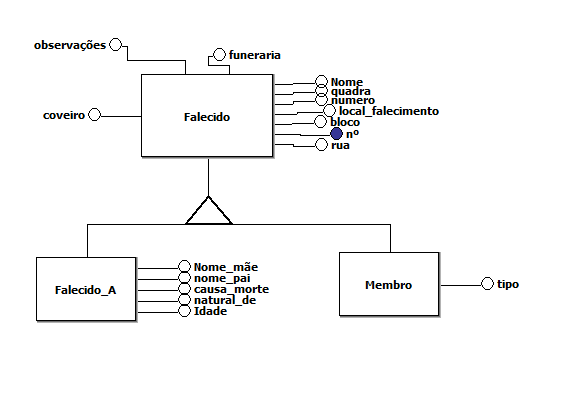 observações
funeraria
Nome
quadra
numero
local_falecimento
coveiro
Falecido
bloco
nº
rua
Nome_mãe
nome_pai
causa_morte
natural_de
Idade
Falecido_A
Membro
tipo